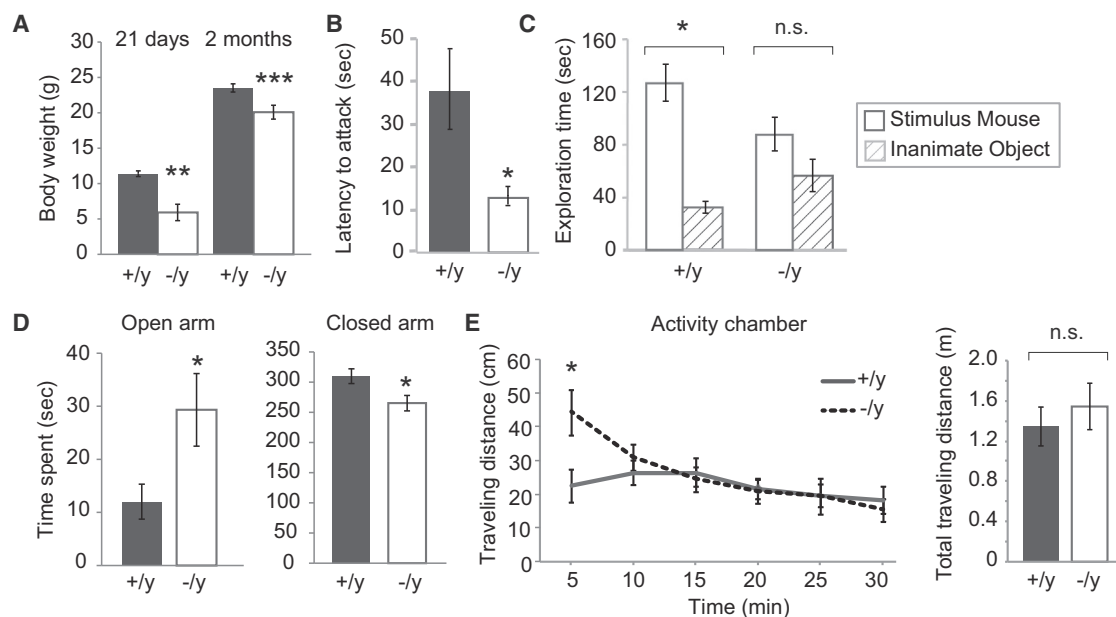 A
21 days 2 months
Body weight (g)
30
25
20
15
10
5
0
**
***
+/y -/y +/y -/y
B
Latency to attack (sec)
50
40
30
20
10
0
*
+/y -/y
C
Exploration time (sec)
160
120
80
40
0
*
n.s.
+/y -/y
Stimulus Mouse
Inanimate Object
D
Open arm
Time spent (sec)
40
30
20
10
0
*
+/y -/y
Closed arm
350
300
250
200
150
100
50
0
*
+/y -/y
E
Activity chamber
Traveling distance (cm)
60
50
40
30
20
10
0
*
+/y
-/y
5 10 15 20 25 30
Time (min)
Total traveling distance (m)
n.s.
2.0
1.6
1.2
0.8
0.4
0
+/y -/y